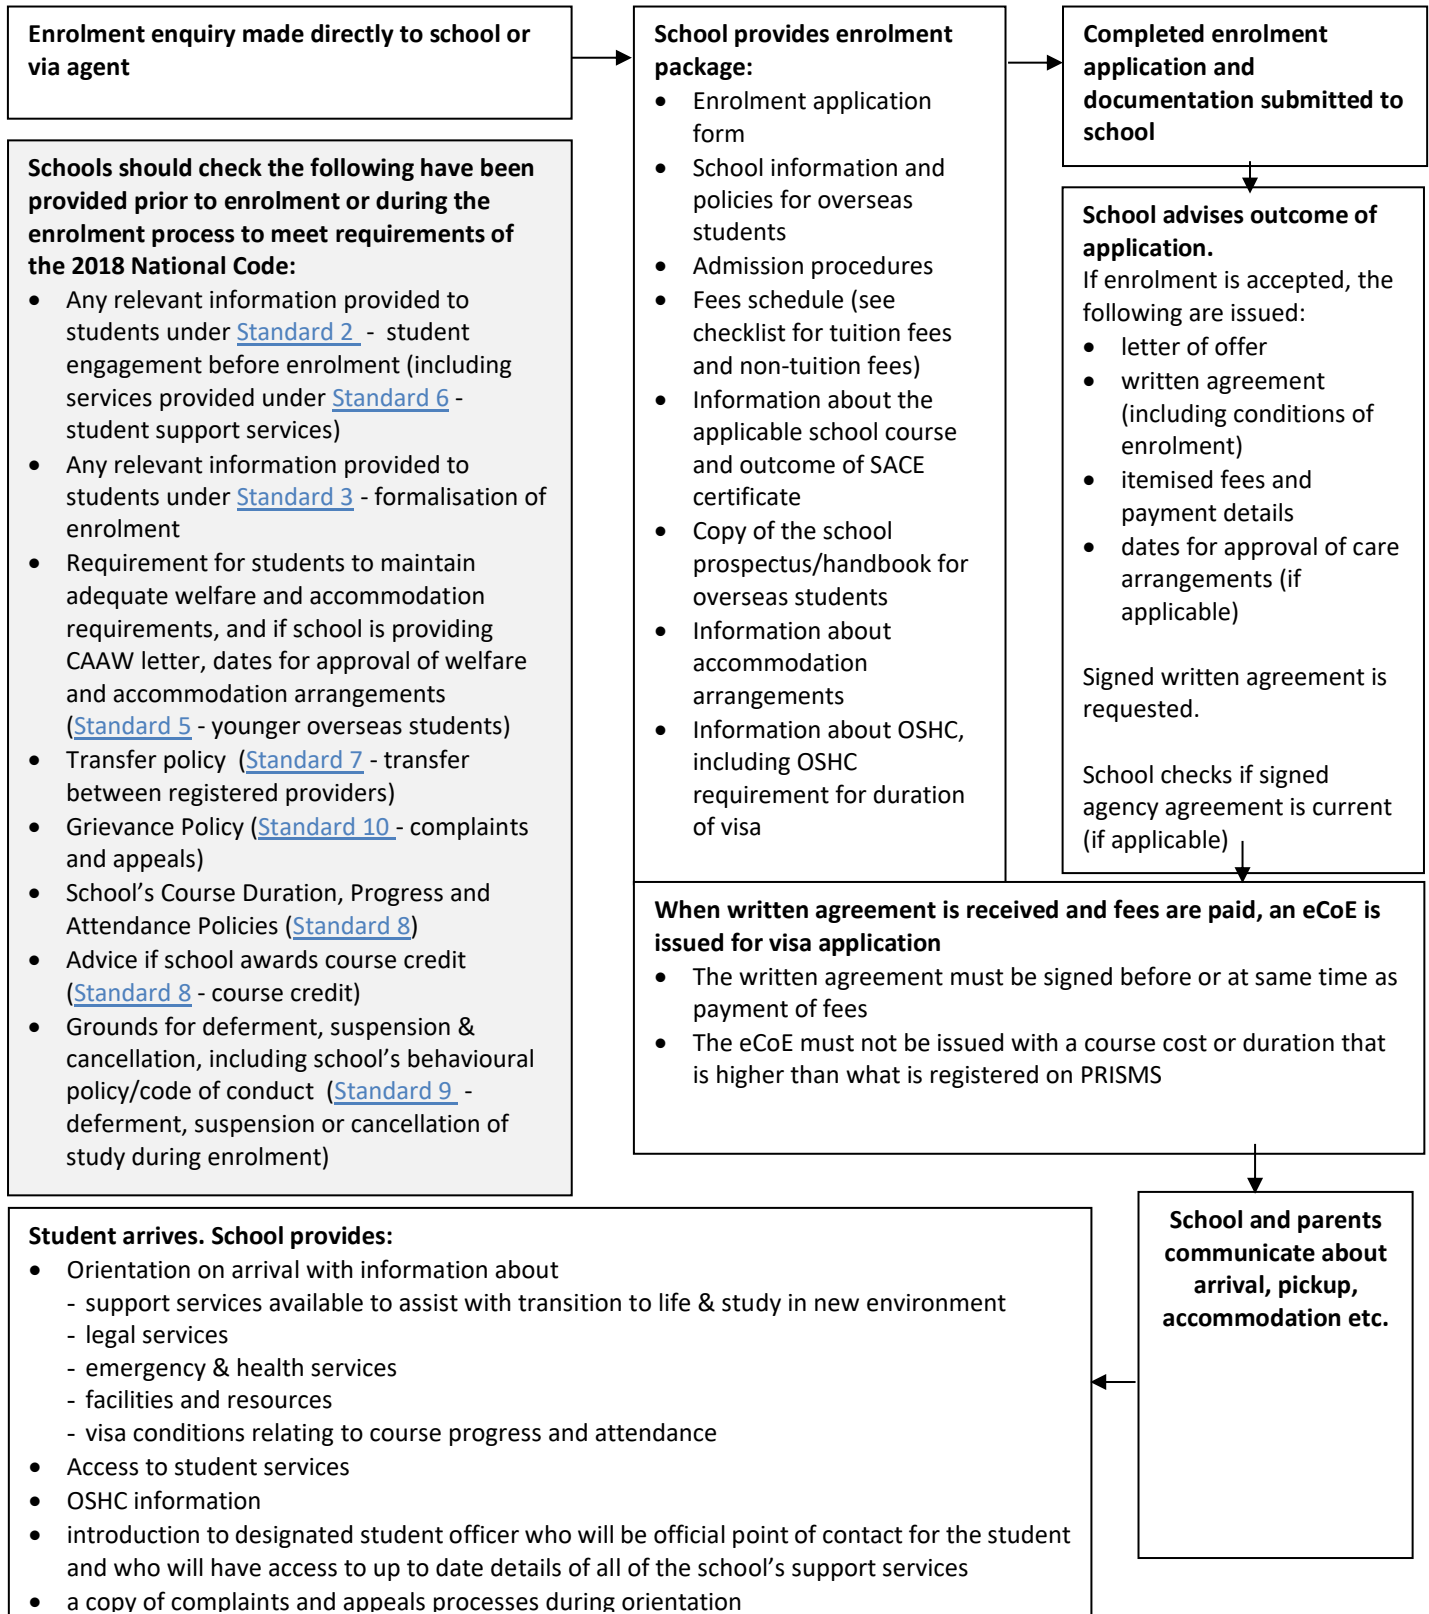 Enrolment enquiry made directly to school or
via agent
School provides enrolment
package:
• Enrolment application
form
• School information and
policies for overseas
students
• Admission procedures
• Fees schedule (see
checklist for tuition fees
and non-tuition fees)
• Information about the
applicable school course
and outcome of SACE
certificate
• Copy of the school
prospectus/handbook for
overseas students
• Information about
accommodation
arrangements
• Information about OSHC,
including OSHC
requirement for duration
of visa
Completed enrolment
application and
documentation submitted to
school
Schools should check the following have been
provided prior to enrolment or during the
enrolment process to meet requirements of
the 2018 National Code:
• Any relevant information provided to
students under Standard 2 - student
engagement before enrolment (including
services provided under Standard 6 -
student support services)
• Any relevant information provided to
students under Standard 3 - formalisation of
enrolment
• Requirement for students to maintain
adequate welfare and accommodation
requirements, and if school is providing
CAAW letter, dates for approval of welfare
and accommodation arrangements
(Standard 5 - younger overseas students)
• Transfer policy (Standard 7 - transfer
between registered providers)
• Grievance Policy (Standard 10 - complaints
and appeals)
• School’s Course Duration, Progress and
Attendance Policies (Standard 8)
• Advice if school awards course credit
(Standard 8 - course credit)
• Grounds for deferment, suspension &
cancellation, including school’s behavioural
policy/code of conduct (Standard 9 -
deferment, suspension or cancellation of
study during enrolment)
School advises outcome of
application.
If enrolment is accepted, the
following are issued:
• letter of offer
• written agreement
(including conditions of
enrolment)
• itemised fees and
payment details
• dates for approval of care
arrangements (if
applicable)
Signed written agreement is
requested.
School checks if signed
agency agreement is current
(if applicable)
When written agreement is received and fees are paid, an eCoE is
issued for visa application
• The written agreement must be signed before or at same time as
payment of fees
• The eCoE must not be issued with a course cost or duration that
is higher than what is registered on PRISMS
School and parents
communicate about
arrival, pickup,
accommodation etc.
Student arrives. School provides:
• Orientation on arrival with information about
- support services available to assist with transition to life & study in new environment
- legal services
- emergency & health services
- facilities and resources
- visa conditions relating to course progress and attendance
• Access to student services
• OSHC information
• introduction to designated student officer who will be official point of contact for the student
and who will have access to up to date details of all of the school’s support services
• a copy of complaints and appeals processes during orientation